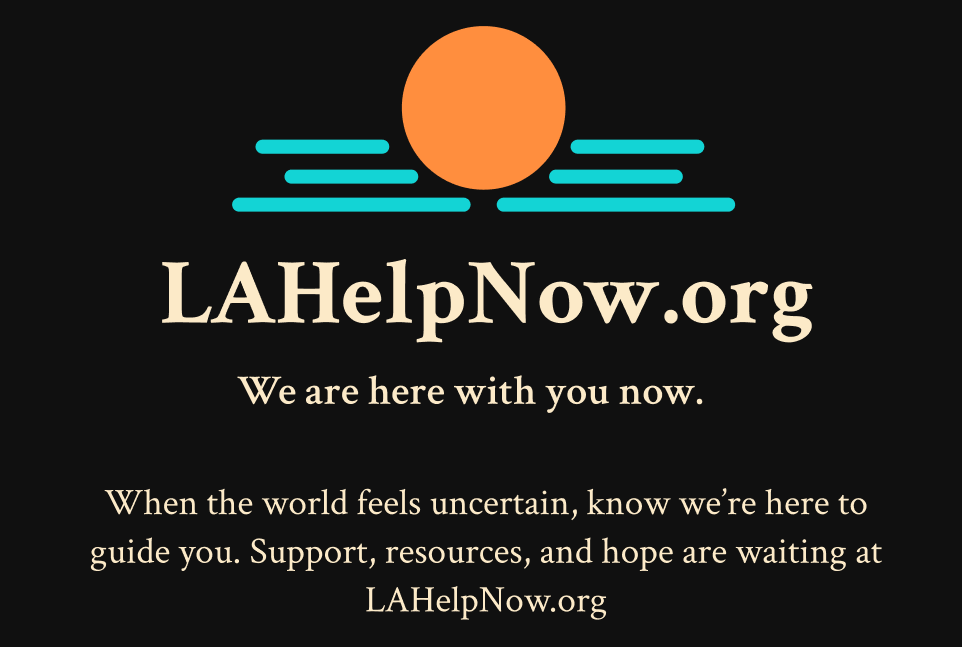 LAHelpNow.org
We are here with you now.
When the world feels uncertain, know we’re here to
guide you. Support, resources, and hope are waiting at
LAHelpNow.org